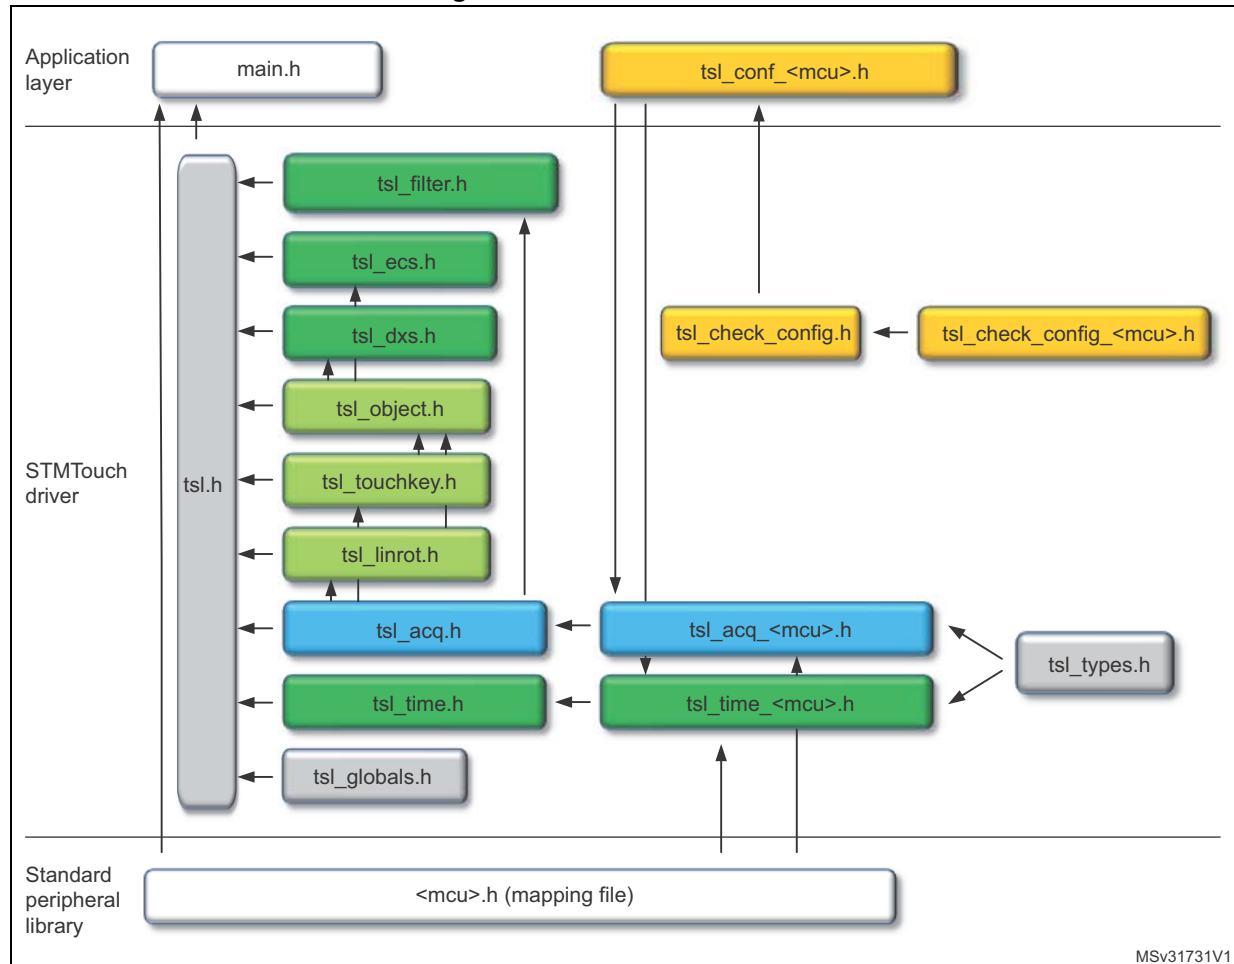 Application
layer
main.h
tsl_conf_<mcu>.h
tsl_filter.h
tsl_ecs.h
tsl_dxs.h
tsl_check_config.h
tsl_check_config_<mcu>.h
tsl_object.h
STMTouch
driver
tsl.h
tsl_touchkey.h
tsl_linrot.h
tsl_acq.h
tsl_acq_<mcu>.h
tsl_types.h
tsl_time.h
tsl_time_<mcu>.h
tsl_globals.h
Standard
peripheral
library
<mcu>.h (mapping file)
MSv31731V1